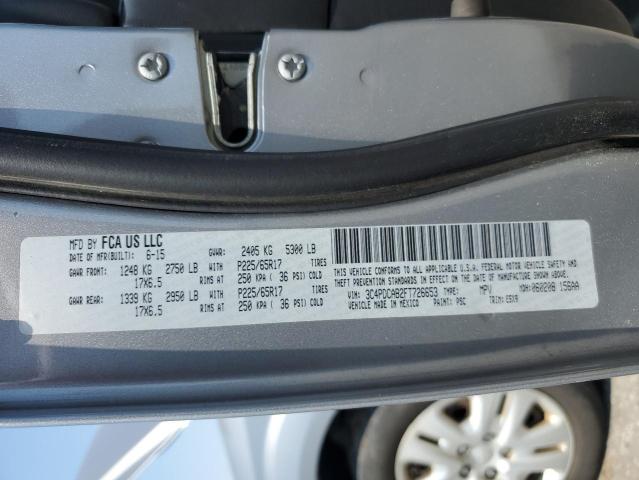 MFD BY FCA US LLC
DATE OF MFR(BUILT): 6-15 GVWR: 2405 KG 5300 LB
GAWR FRONT: 1248 KG 2750 LB WITH P225/65R17 TIRES
17X6.5 RIMS AT 250 KPA ( 36 PSI) COLD
GAWR REAR: 1339 KG 2950 LB WITH P225/65R17 TIRES
17X6.5 RIMS AT 250 KPA ( 36 PSI) COLD
THIS VEHICLE CONFORMS TO ALL APPLICABLE U.S.A. FEDERAL MOTOR VEHICLE SAFETY AND
THEFT PREVENTION STANDARDS IN EFFECT ON THE DATE OF MANUFACTURE SHOWN ABOVE.
VIN: 3C4PDCAB2FT726653 TYPE: MPV MDH: 060208 156AA
VEHICLE MADE IN MEXICO PAINT: PSC TRIM: E5X9